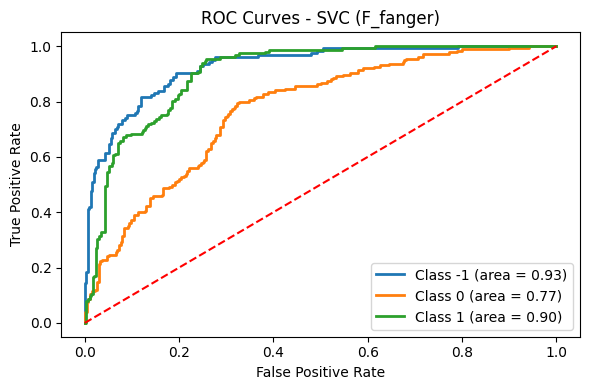 ROC Curves - SVC (F_fanger)
True Positive Rate
1.0
0.8
0.6
0.4
0.2
0.0
Class -1 (area = 0.93)
Class 0 (area = 0.77)
Class 1 (area = 0.90)
0.0 0.2 0.4 0.6 0.8 1.0
False Positive Rate